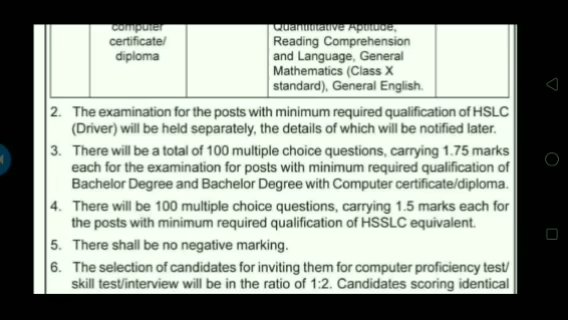 computer
certificate/
diploma
Quantitative Aptitude,
Reading Comprehension
and Language, General
Mathematics (Class X
standard), General English.
2. The examination for the posts with minimum required qualification of HSLC
(Driver) will be held separately, the details of which will be notified later.
3. There will be a total of 100 multiple choice questions, carrying 1.75 marks
each for the examination for posts with minimum required qualification of
Bachelor Degree and Bachelor Degree with Computer certificate/diploma.
4. There will be 100 multiple choice questions, carrying 1.5 marks each for
the posts with minimum required qualification of HSSLC equivalent.
5. There shall be no negative marking.
6. The selection of candidates for inviting them for computer proficiency test/
skill test/interview will be in the ratio of 1:2. Candidates scoring identical